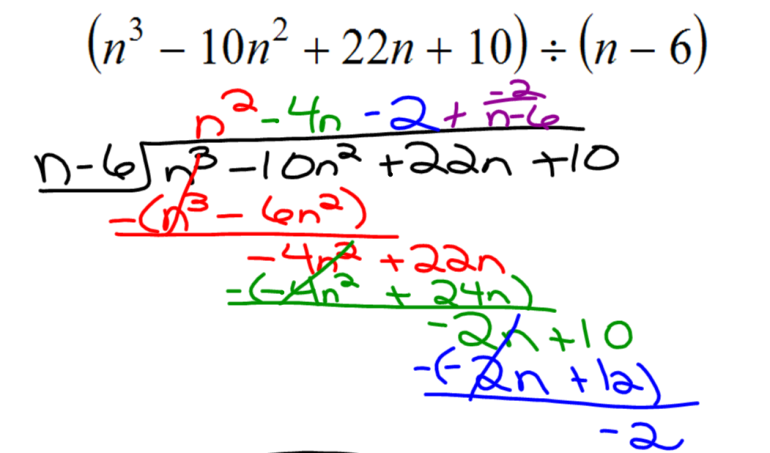 (n³ − 10n² + 22n + 10) ÷ (n − 6)
n² - 4n - 2 + -2/n-6
n-6) n³ - 10n² + 22n + 10
-(n³ - 6n²)
-4n² + 22n
-(-4n² + 24n)
-2n + 10
-(-2n + 12)
-2